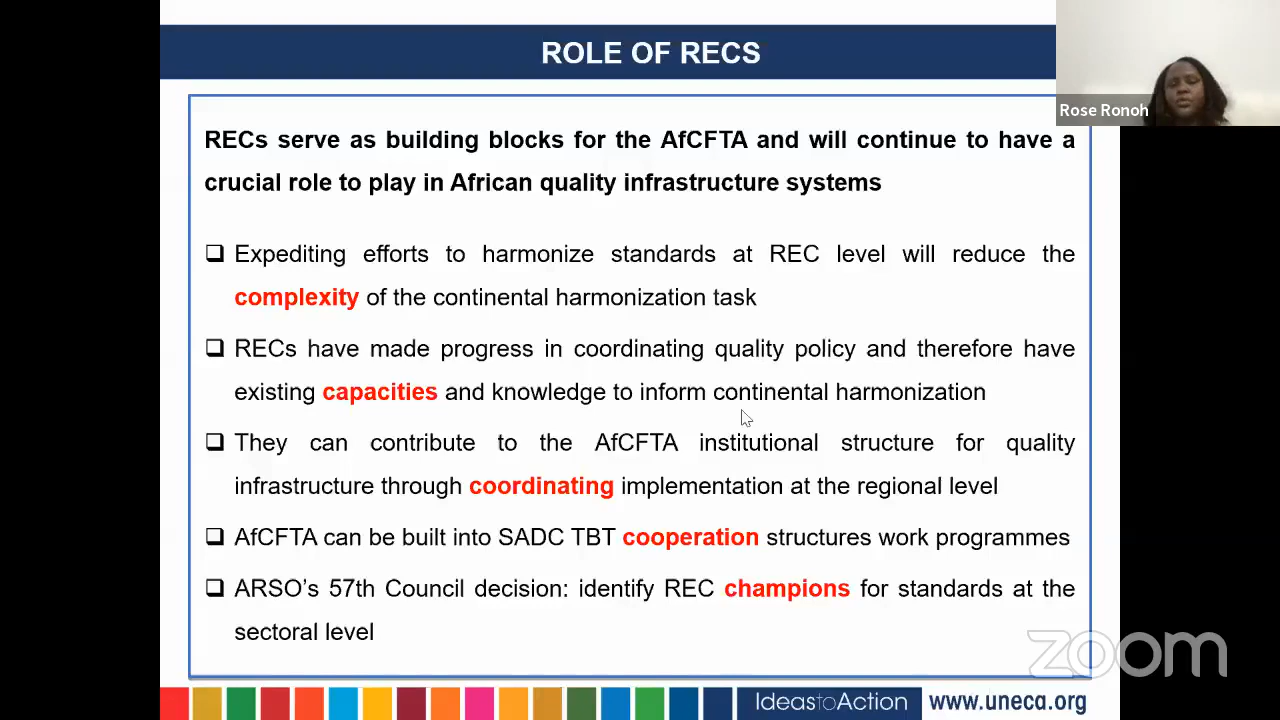 ROLE OF RECS
Rose Ronoh
RECs serve as building blocks for the AfCFTA and will continue to have a
crucial role to play in African quality infrastructure systems
Expediting efforts to harmonize standards at REC level will reduce the
complexity of the continental harmonization task
RECs have made progress in coordinating quality policy and therefore have
existing capacities and knowledge to inform continental harmonization
They can contribute to the AfCFTA institutional structure for quality
infrastructure through coordinating implementation at the regional level
AfCFTA can be built into SADC TBT cooperation structures work programmes
ARSO’s 57th Council decision: identify REC champions for standards at the
sectoral level
zoom
IdeastoAction www.uneca.org